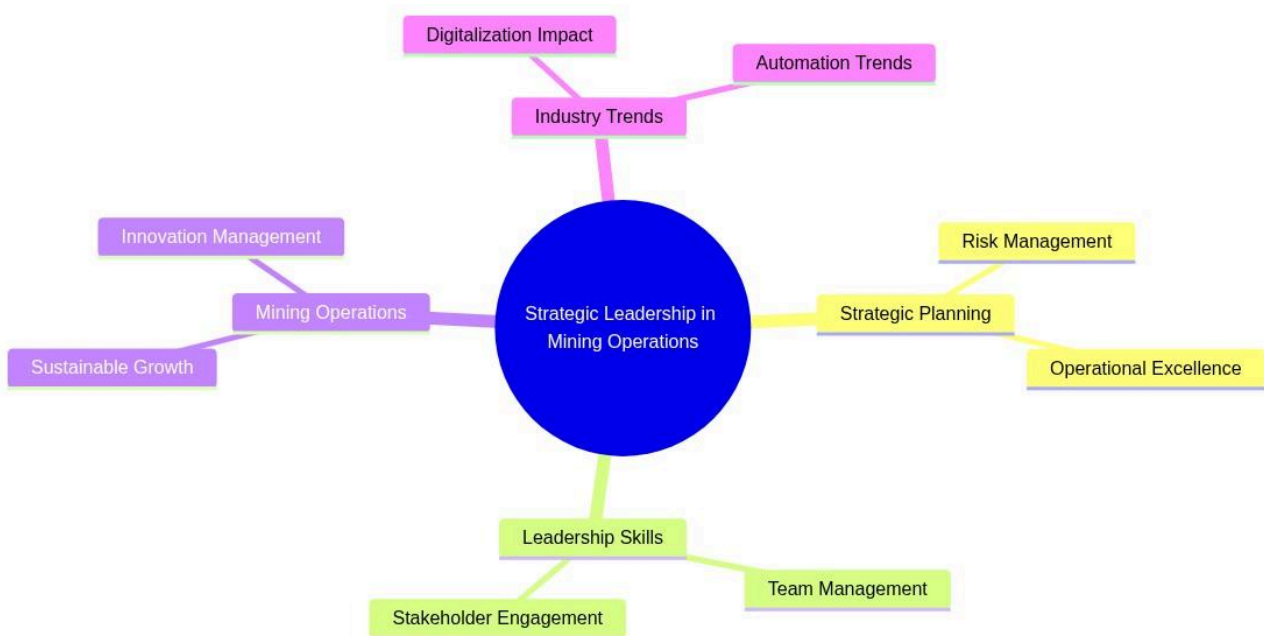 Digitalization Impact
Automation Trends
Industry Trends
Innovation Management
Risk Management
Mining Operations
Strategic Leadership in
Mining Operations
Strategic Planning
Sustainable Growth
Operational Excellence
Leadership Skills
Team Management
Stakeholder Engagement